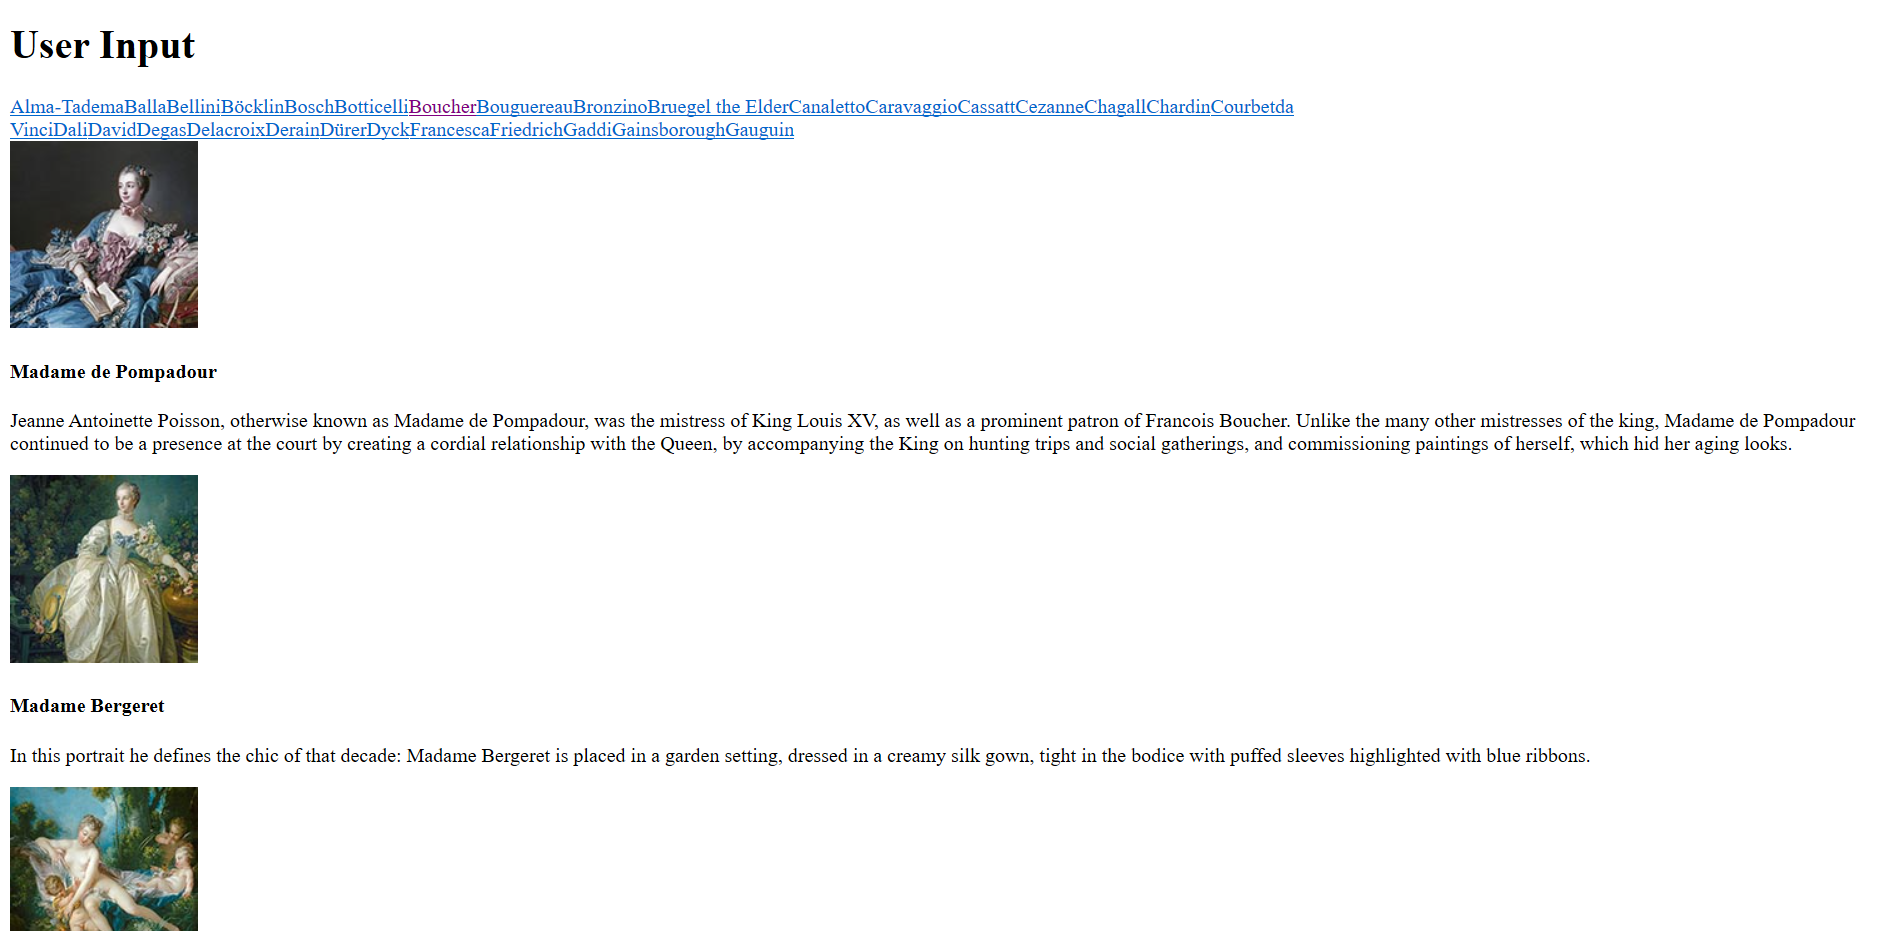 User Input
Alma-TademaBallaBelliniBöcklinBoschBotticelliBoucherBouguereauBronzinoBruegel the ElderCanalettoCaravaggioCassattCezanneChagallChardinCourbetda
VinciDaliDavidDegasDelacroixDerainDürerDyckFrancescaFriedrichGaddiGainsboroughGauguin
Madame de Pompadour
Jeanne Antoinette Poisson, otherwise known as Madame de Pompadour, was the mistress of King Louis XV, as well as a prominent patron of Francois Boucher. Unlike the many other mistresses of the king, Madame de Pompadour
continued to be a presence at the court by creating a cordial relationship with the Queen, by accompanying the King on hunting trips and social gatherings, and commissioning paintings of herself, which hid her aging looks.
Madame Bergeret
In this portrait he defines the chic of that decade: Madame Bergeret is placed in a garden setting, dressed in a creamy silk gown, tight in the bodice with puffed sleeves highlighted with blue ribbons.